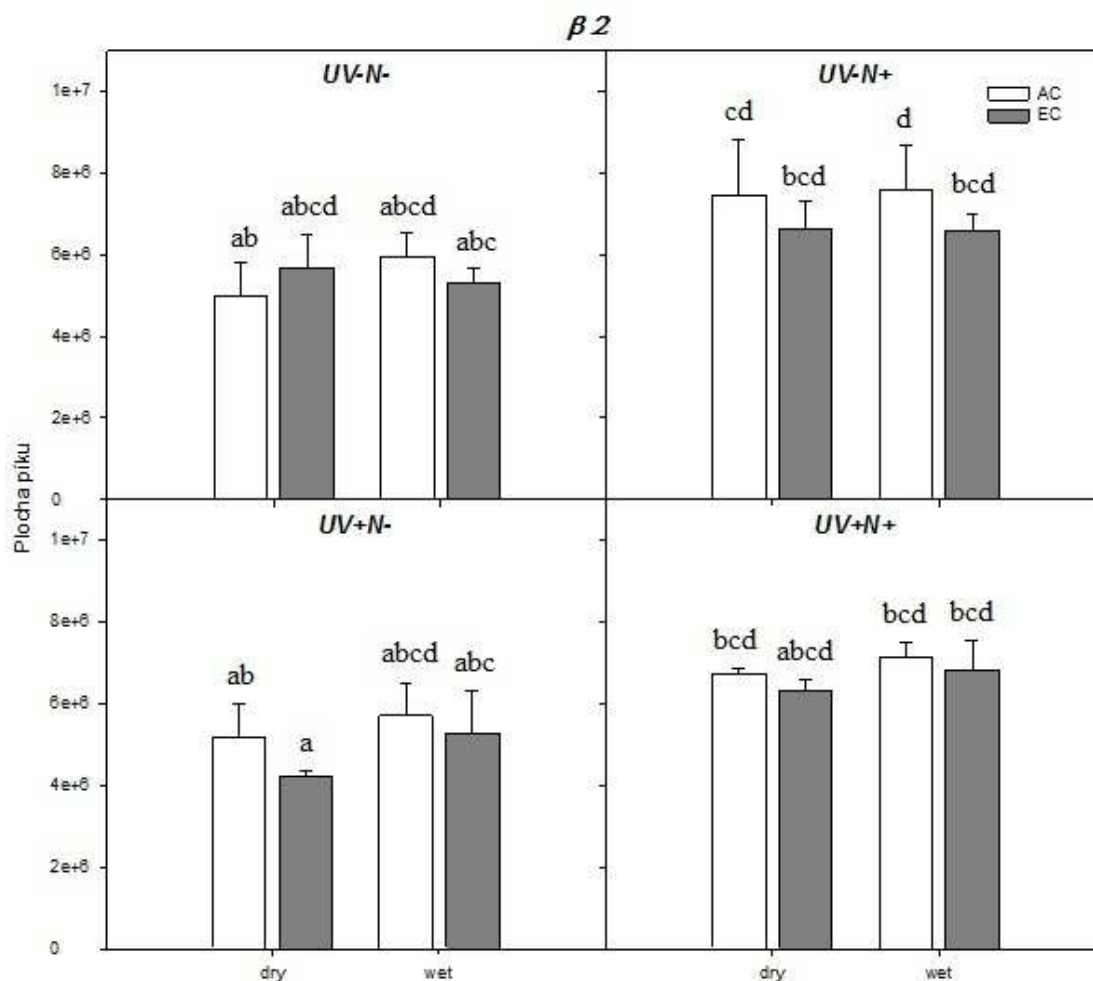 β 2
UV-N-
UV-N+
AC
EC
1e+7
8e+6
6e+6
4e+6
2e+6
0
ab
abcd
abcd
abc
cd
bcd
d
bcd
Plocha píku
UV+N-
UV+N+
1e+7
8e+6
6e+6
4e+6
2e+6
0
ab
a
abcd
abc
bcd
abcd
bcd
bcd
dry
wet
dry
wet